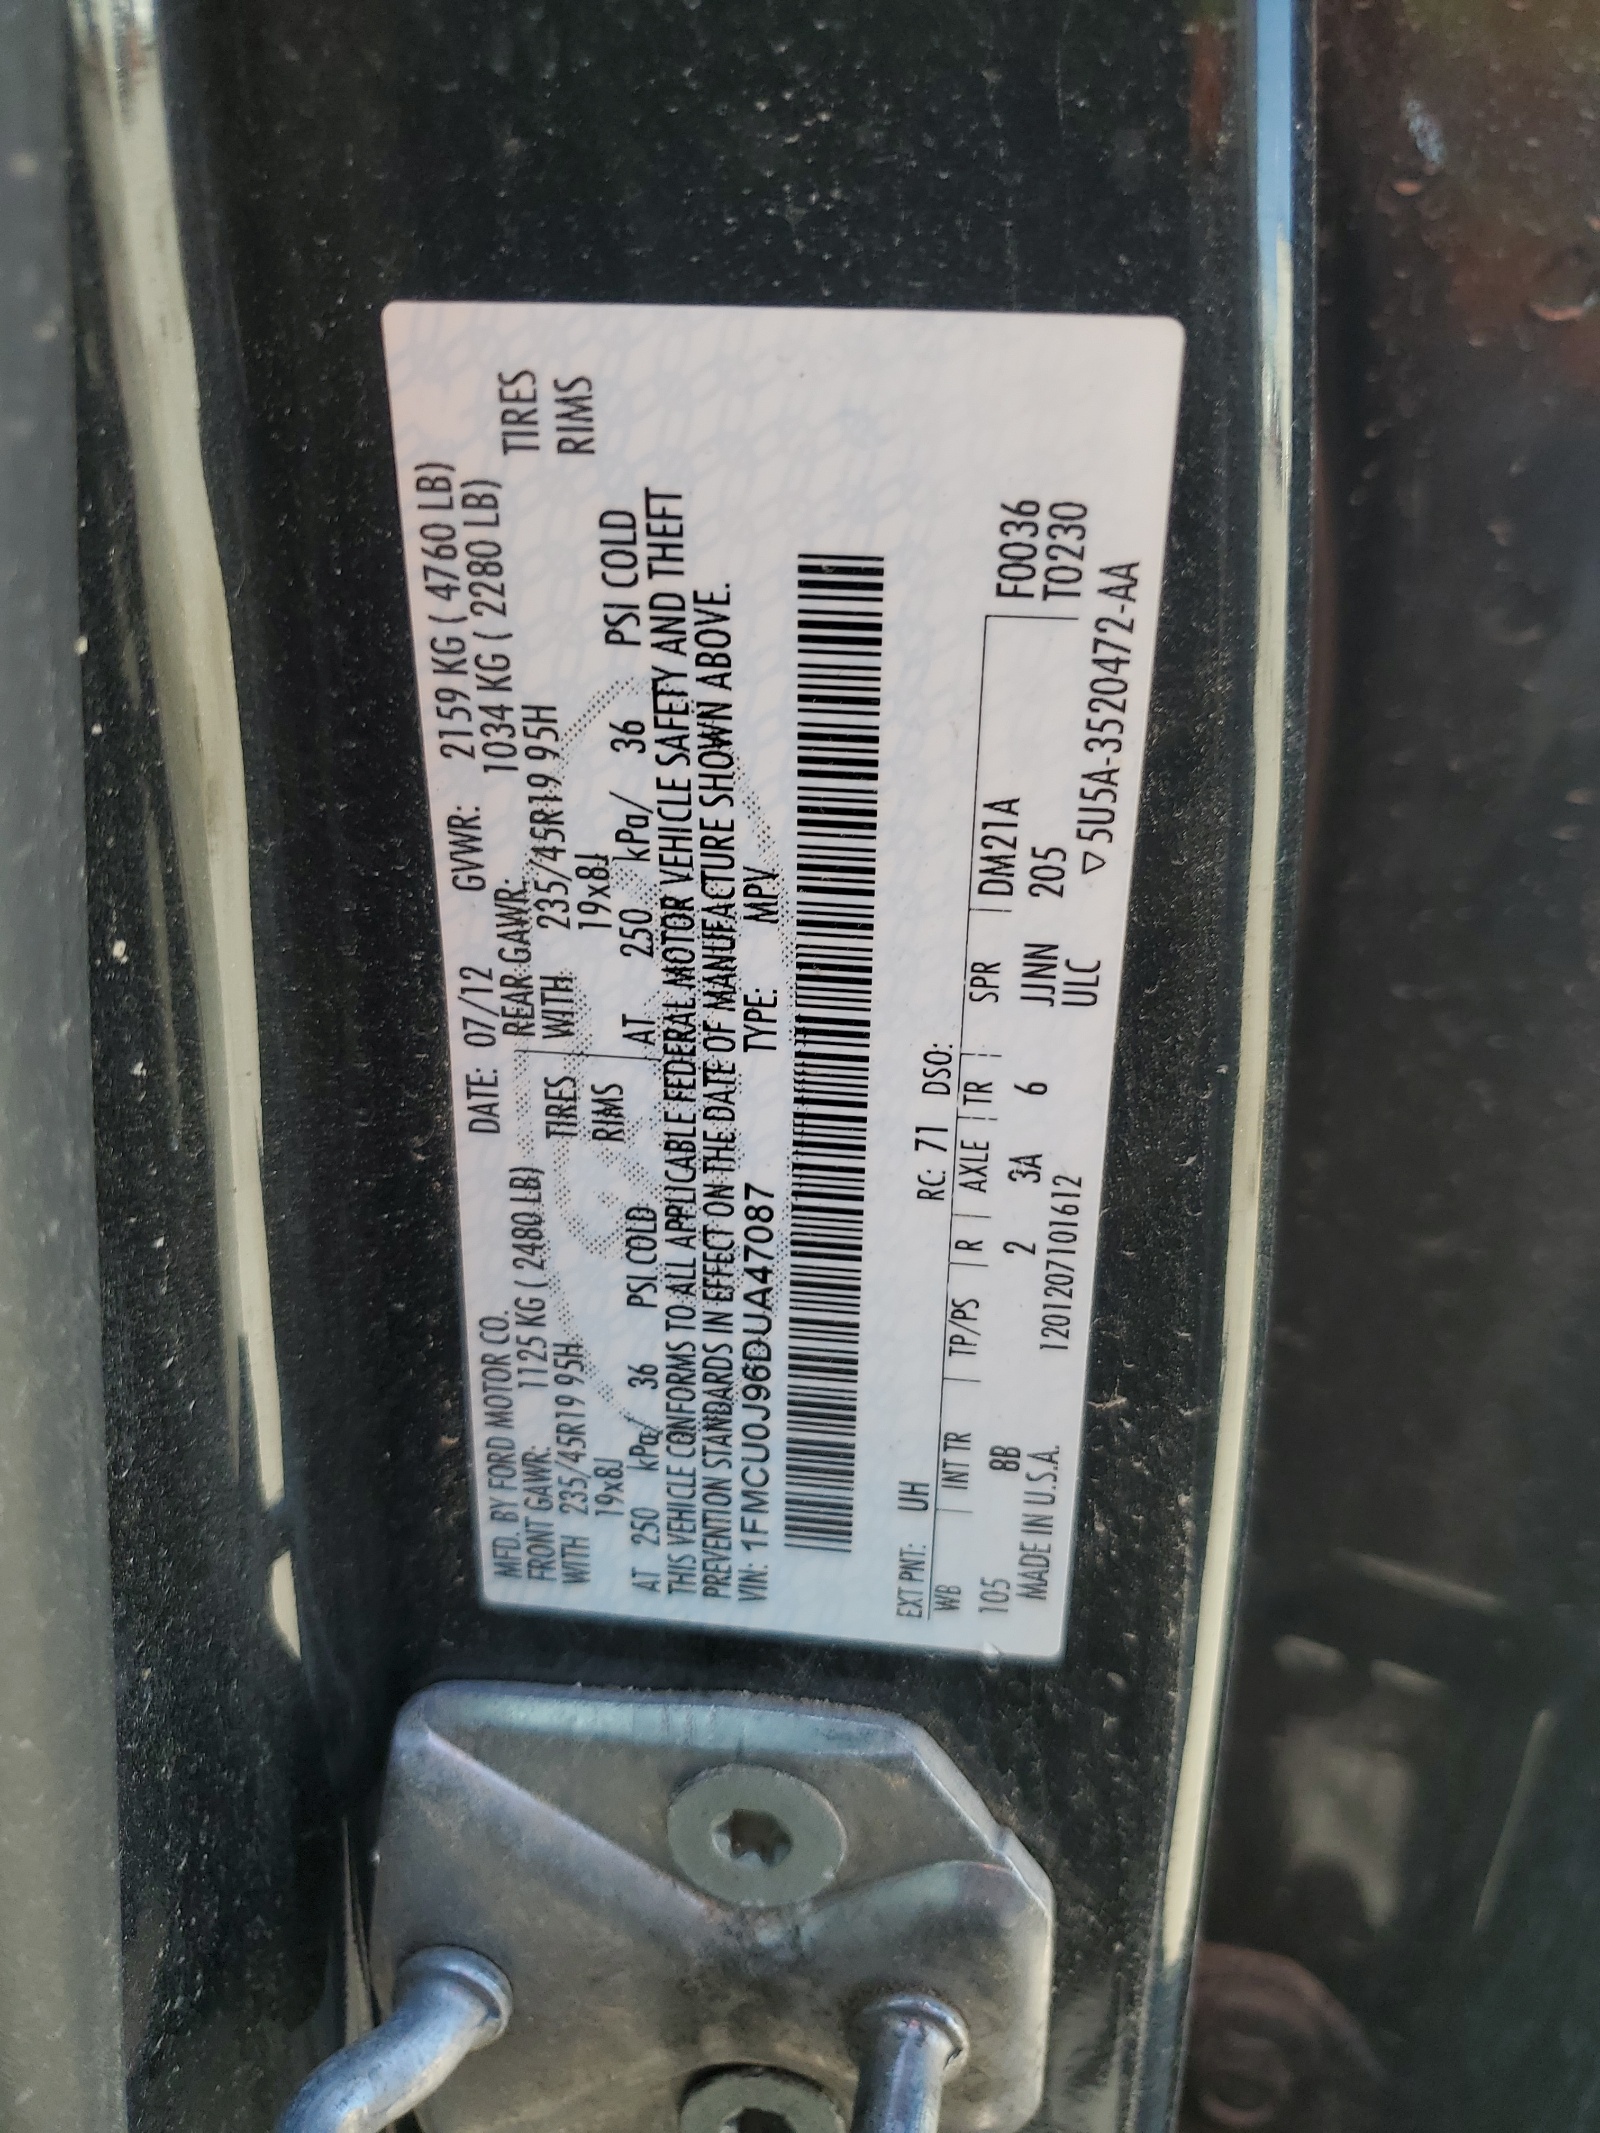 MFD. BY FORD MOTOR CO. DATE: 07/12 GVWR: 2159 KG ( 4760 LB)
FRONT GAWR: 1125 KG ( 2480 LB) REAR GAWR: 1034 KG ( 2280 LB)
WITH 235/45R19 95H TIRES WITH 235/45R19 95H TIRES
19x8J RIMS 19x8J RIMS
AT 250 kPa/ 36 PSI COLD AT 250 kPa/ 36 PSI COLD
THIS VEHICLE CONFORMS TO ALL APPLICABLE FEDERAL MOTOR VEHICLE SAFETY AND THEFT
PREVENTION STANDARDS IN EFFECT ON THE DATE OF MANUFACTURE SHOWN ABOVE.
VIN: 1FMCU0J96DUA47087 TYPE: MPV
EXT PNT: UH RC: 71 DSO:
WB INT TR TP/PS R AXLE TR SPR DM21A F0036
105 8B 2 3A 6 JJNN 205 T0230
MADE IN U.S.A. 1201207101612 ULC ▽5U5A-3520472-AA